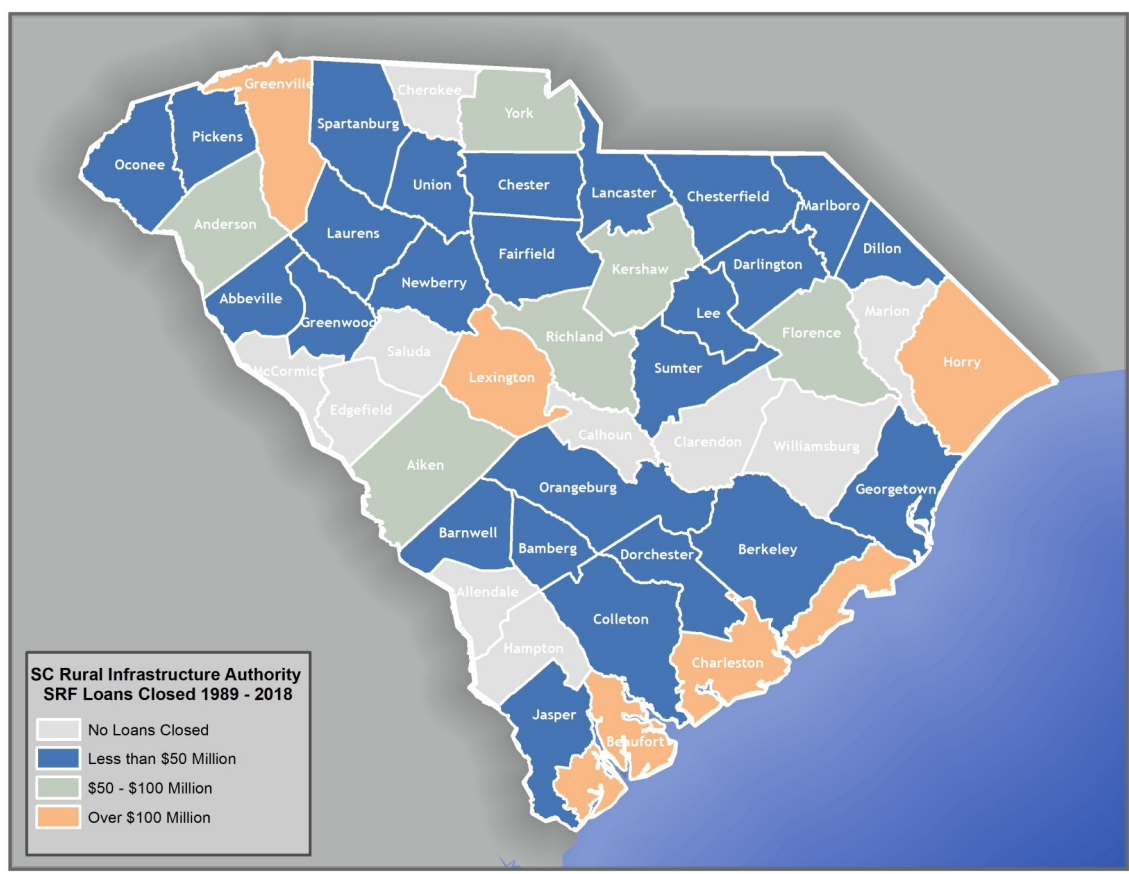 Greenville
Cherokee
York
Spartanburg
Pickens
Oconee
Union
Chester
Lancaster
Chesterfield
Marlboro
Anderson
Laurens
Fairfield
Dillon
Kershaw
Darlington
Newberry
Abbeville
Greenwood
Lee
Marion
Richland
Florence
Saluda
Horry
McCormick
Lexington
Sumter
Edgefield
Calhoun
Clarendon
Williamsburg
Aiken
Orangeburg
Georgetown
Barnwell
Bamberg
Dorchester
Berkeley
Allendale
Colleton
Hampton
Charleston
Jasper
Beaufort
SC Rural Infrastructure Authority
SRF Loans Closed 1989 - 2018
No Loans Closed
Less than $50 Million
$50 - $100 Million
Over $100 Million